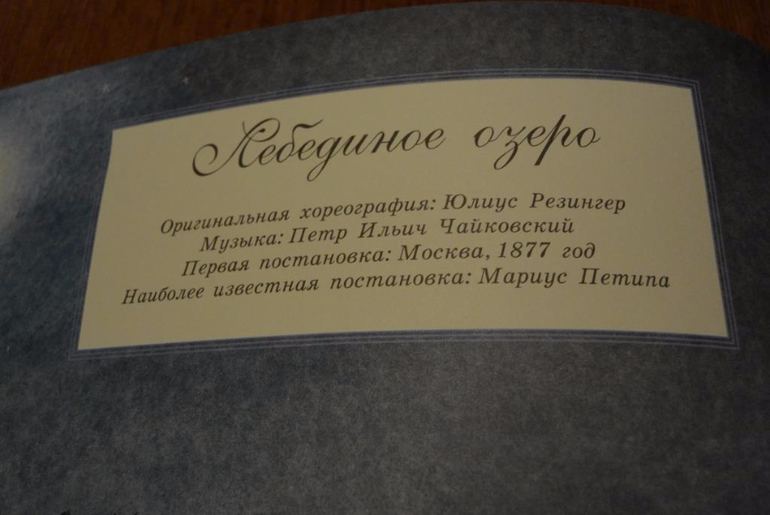 Лебединое озеро
Оригинальная хореография: Юлиус Резингер
Музыка: Петр Ильич Чайковский
Первая постановка: Москва, 1877 год
Наиболее известная постановка: Мариус Петипа